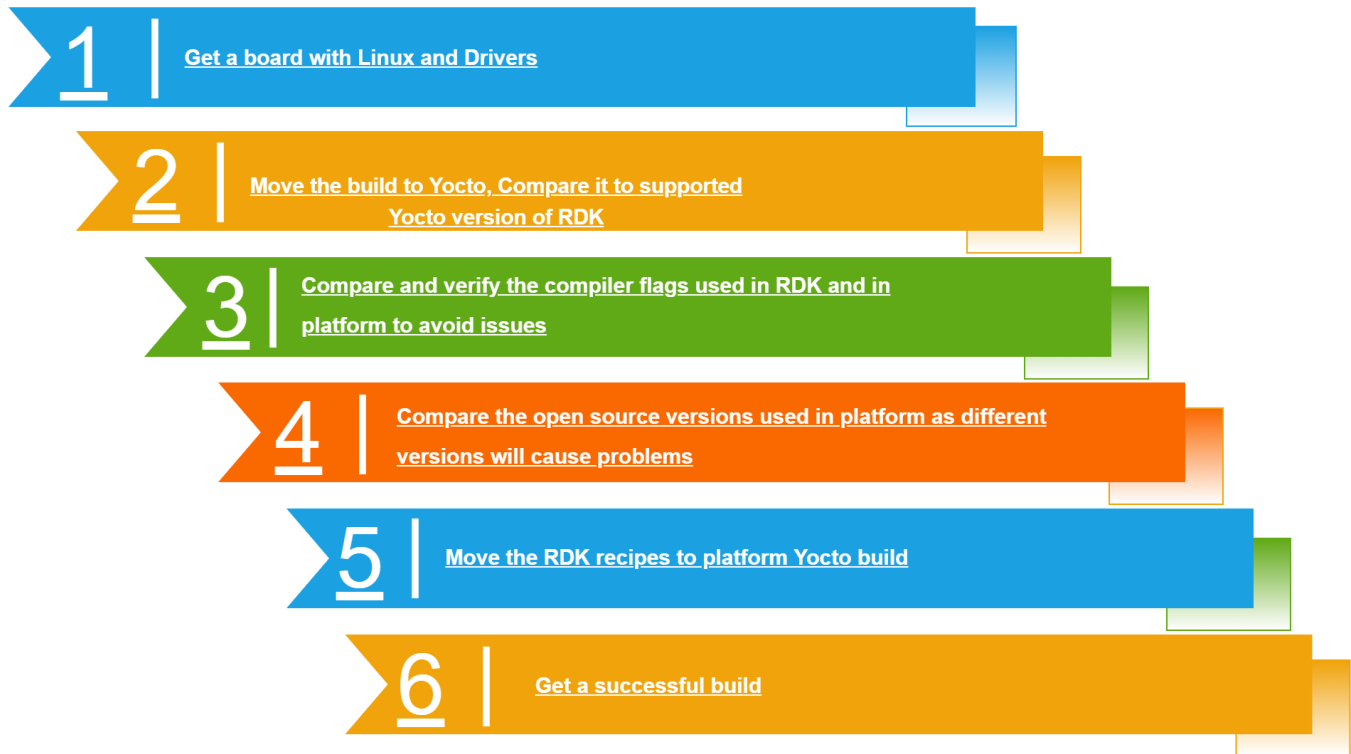 1
Get a board with Linux and Drivers
2
Move the build to Yocto, Compare it to supported
Yocto version of RDK
3
Compare and verify the compiler flags used in RDK and in
platform to avoid issues
4
Compare the open source versions used in platform as different
versions will cause problems
5
Move the RDK recipes to platform Yocto build
6
Get a successful build